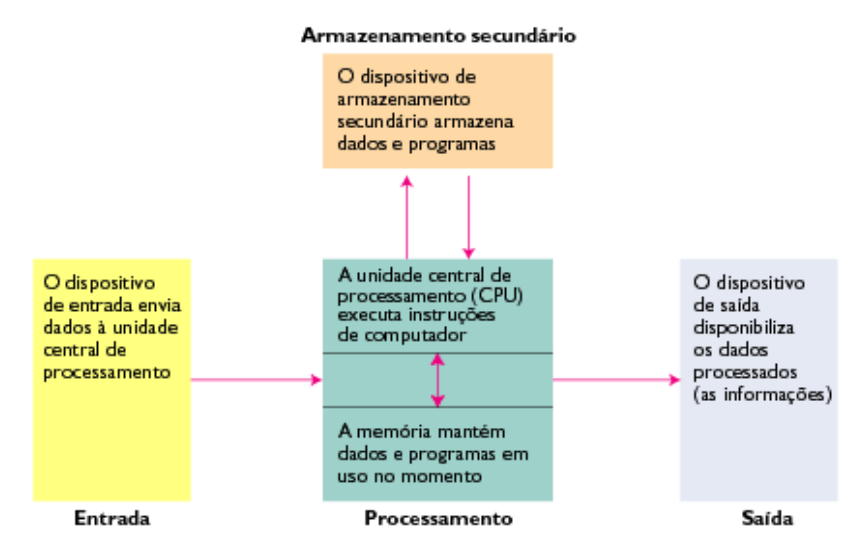 Armazenamento secundário
O dispositivo de
armazenamento
secundário armazena
dados e programas
O dispositivo
de entrada envia
dados à unidade
central de
processamento
A unidade central de
processamento (CPU)
executa instruções
de computador
A memória mantém
dados e programas em
uso no momento
O dispositivo
de saída
disponibiliza
os dados
processados
(as informações)
Entrada
Processamento
Saída